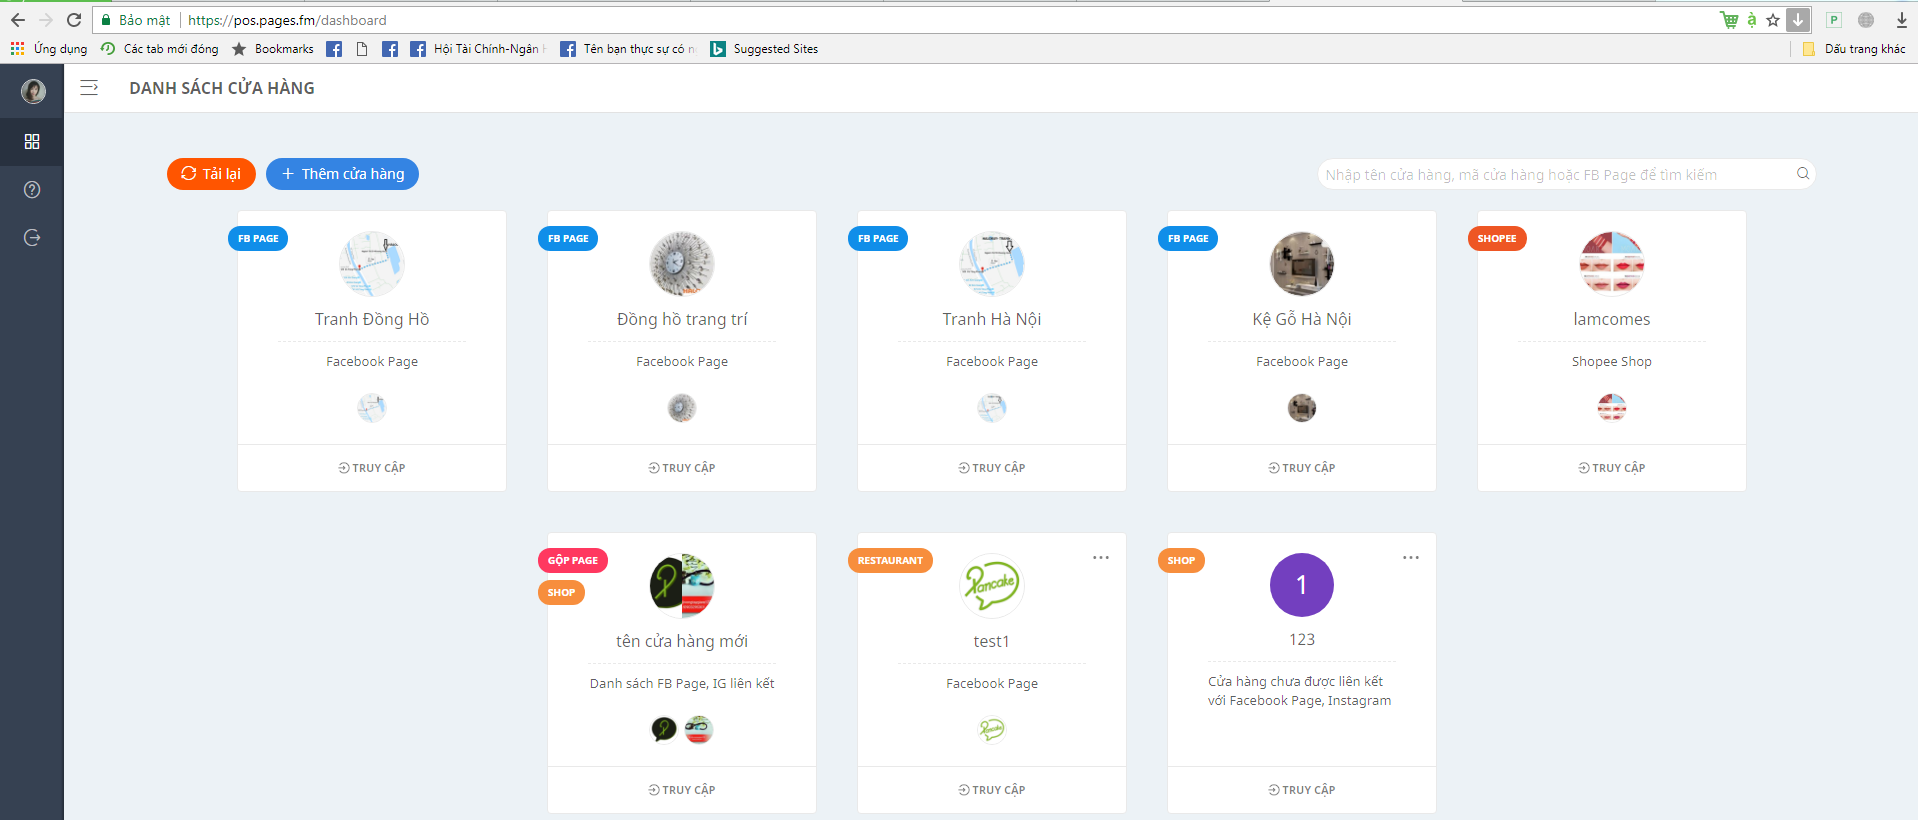 Bảo mật
https://pos.pages.fm/dashboard
Ứng dụng
Các tab mới đóng
Bookmarks
Hội Tài Chính-Ngân
Tên bạn thực sự có
Suggested Sites
Dấu trang khác
DANH SÁCH CỬA HÀNG
Tải lại
+ Thêm cửa hàng
Nhập tên cửa hàng, mã cửa hàng hoặc FB Page để tìm kiếm
FB PAGE
Tranh Đồng Hồ
Facebook Page
TRUY CẬP
FB PAGE
Đồng hồ trang trí
Facebook Page
TRUY CẬP
FB PAGE
Tranh Hà Nội
Facebook Page
TRUY CẬP
FB PAGE
Kệ Gỗ Hà Nội
Facebook Page
TRUY CẬP
SHOPEE
lamcomes
Shopee Shop
TRUY CẬP
GỘP PAGE
SHOP
tên cửa hàng mới
Danh sách FB Page, IG liên kết
TRUY CẬP
RESTAURANT
Pancake
test1
Facebook Page
TRUY CẬP
SHOP
1
123
Cửa hàng chưa được liên kết
với Facebook Page, Instagram
TRUY CẬP